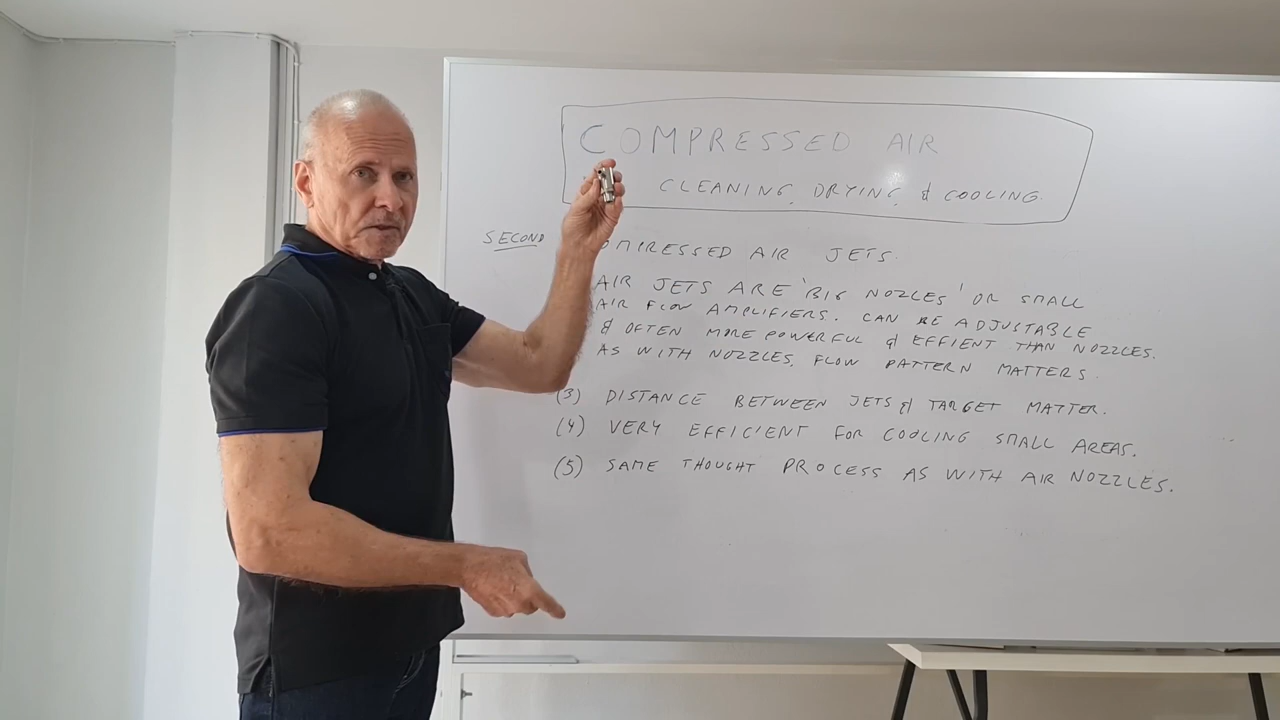 COMPRESSED AIR
CLEANING, DRYING, & COOLING.
SECOND OMPRESSED AIR JETS.
AIR JETS ARE 'BIG NOZLES' OR SMALL
AIR FLOW AMPLIFIERS. CAN BE ADJUSTABLE
& OFTEN MORE POWERFUL & EFFIENT THAN NOZZLES.
AS WITH NOZZLES, FLOW PATTERN MATTERS.
(3) DISTANCE BETWEEN JETS & TARGET MATTER.
(4) VERY EFFICIENT FOR COOLING SMALL AREAS.
(5) SAME THOUGHT PROCESS AS WITH AIR NOZZLES.